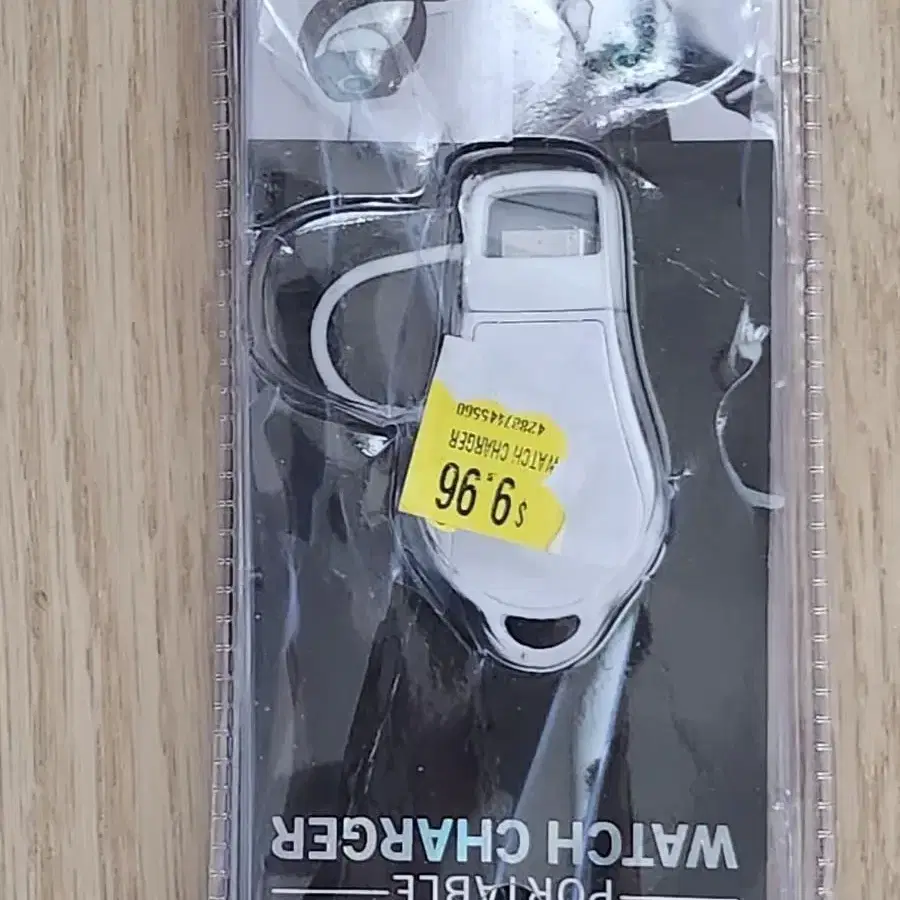 PORTABLE
WATCH CHARGER
$9.96
WATCH CHARGER